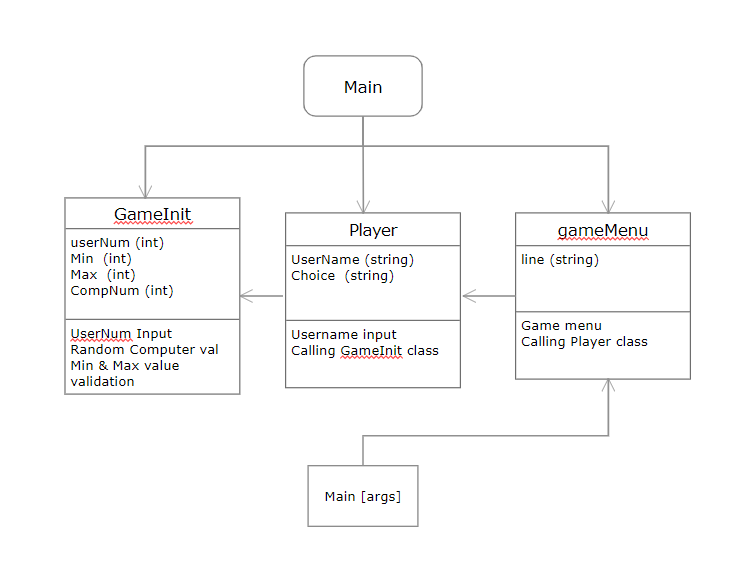 Main
GameInit
userNum (int)
Min  (int)
Max  (int)
CompNum (int)
UserNum Input
Random Computer val
Min & Max value
validation
Player
UserName (string)
Choice  (string)
Username input
Calling GameInit class
gameMenu
line (string)
Game menu
Calling Player class
Main [args]